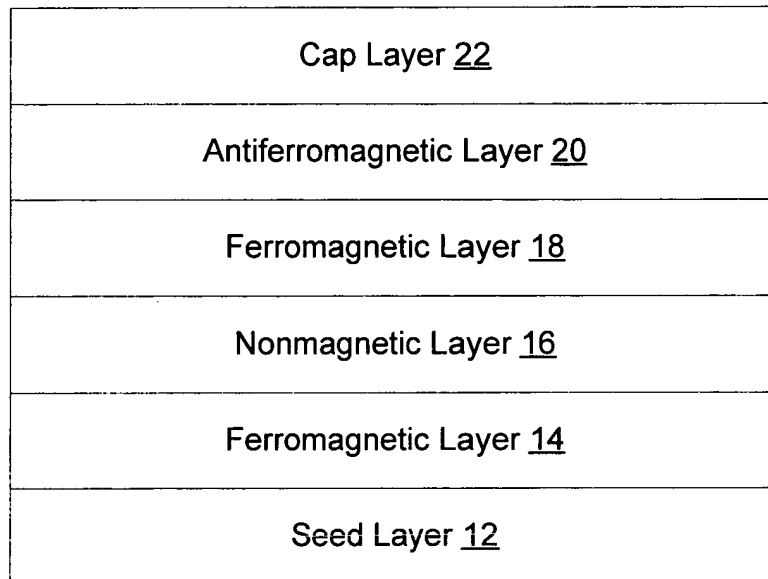 Cap Layer 22
Antiferromagnetic Layer 20
Ferromagnetic Layer 18
Nonmagnetic Layer 16
Ferromagnetic Layer 14
Seed Layer 12